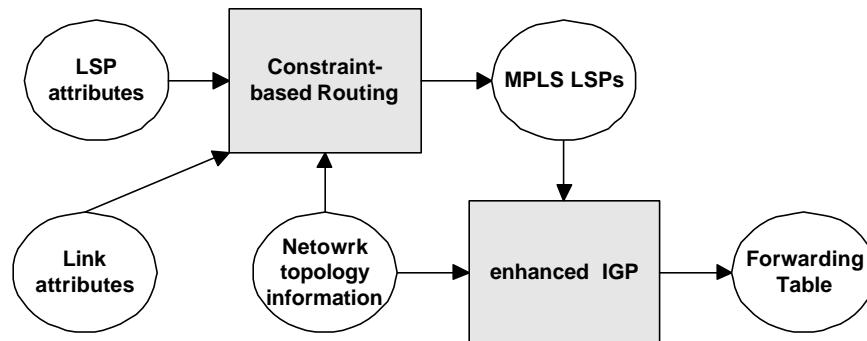 LSP
attributes
Constraint-
based Routing
MPLS LSPs
Link
attributes
Netowrk
topology
information
enhanced IGP
Forwarding
Table